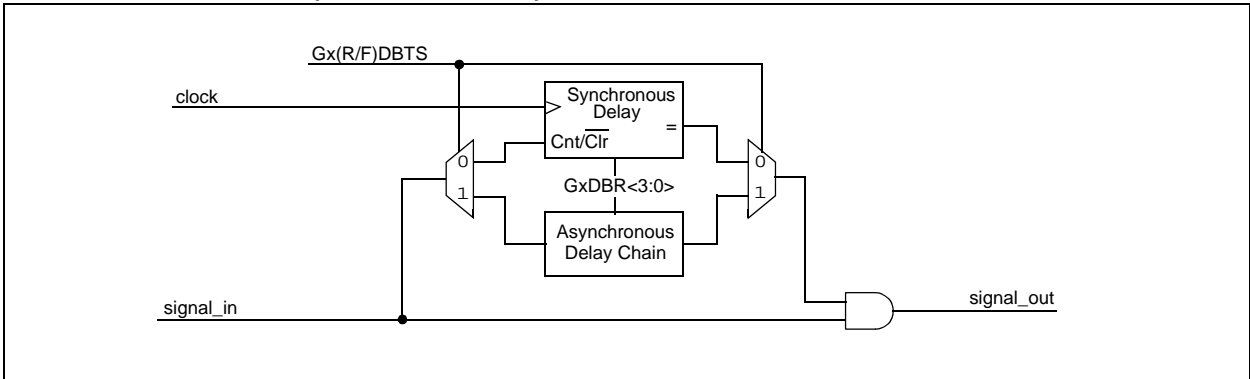 Gx(R/F)DBTS
clock
Synchronous
Delay
=
Cnt/Clr
0
0
GxDBR<3:0>
1
1
Asynchronous
Delay Chain
signal_in
signal_out